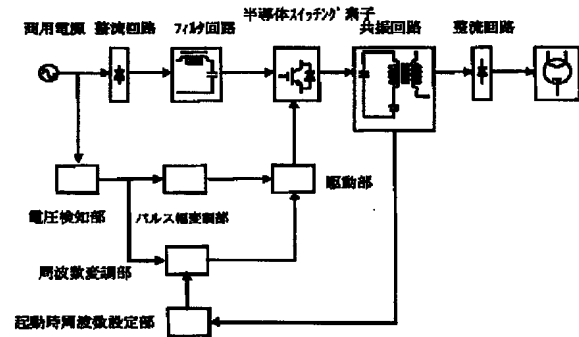 半導体スイッチング素子
商用電源 整流回路 フィルタ回路 共振回路 整流回路
電圧検知部 パルス幅変調部 駆動部
周波数変調部
起動時周波数設定部